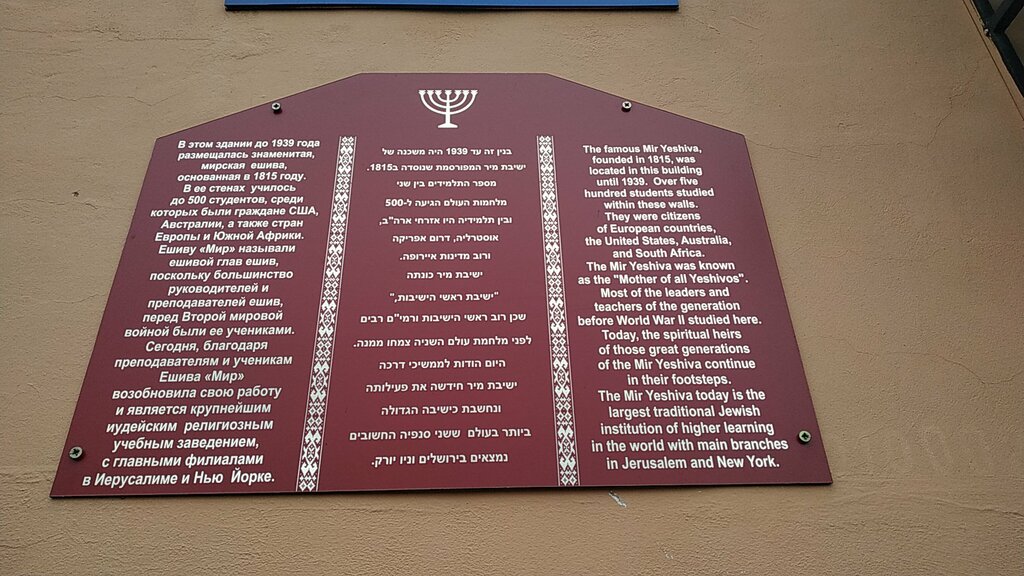 В этом здании до 1939 года
размещалась знаменитая,
мирская ешива,
основанная в 1815 году.
В ее стенах училось
до 500 студентов, среди
которых были граждане США,
Австралии, а также стран
Европы и Южной Африки.
Ешиву «Мир» называли
ешивой глав ешив,
поскольку большинство
руководителей и
преподавателей ешив,
перед Второй мировой
войной были ее учениками.
Сегодня, благодаря
преподавателям и ученикам
Ешива «Мир»
возобновила свою работу
и является крупнейшим
иудейским религиозным
учебным заведением,
с главными филиалами
в Иерусалиме и Нью Йорке.
בנין זה עד 1939 היה משכנה של
ישיבת מיר המפורסמת שנוסדה ב1815.
מספר התלמידים בין שני
מלחמות העולם הגיעה ל-500
ובין תלמידיה היו אזרחי ארה"ב,
אוסטרליה, דרום אפריקה
ורוב מדינות איירופה.
ישיבת מיר כונתה
"ישיבת ראשי הישיבות,"
שכן רוב ראשי הישיבות ורמי"ם רבים
לפני מלחמת עולם השניה צמחו ממנה.
היום הודות לממשיכי דרכה
ישיבת מיר חידשה את פעילותה
ונחשבת כישיבה הגדולה
ביותר בעולם ששני סנפיה החשובים
נמצאים בירושלים וניו יורק.
The famous Mir Yeshiva,
founded in 1815, was
located in this building
until 1939. Over five
hundred students studied
within these walls.
They were citizens
of European countries,
the United States, Australia,
and South Africa.
The Mir Yeshiva was known
as the "Mother of all Yeshivos".
Most of the leaders and
teachers of the generation
before World War II studied here.
Today, the spiritual heirs
of those great generations
of the Mir Yeshiva continue
in their footsteps.
The Mir Yeshiva today is the
largest traditional Jewish
institution of higher learning
in the world with main branches
in Jerusalem and New York.